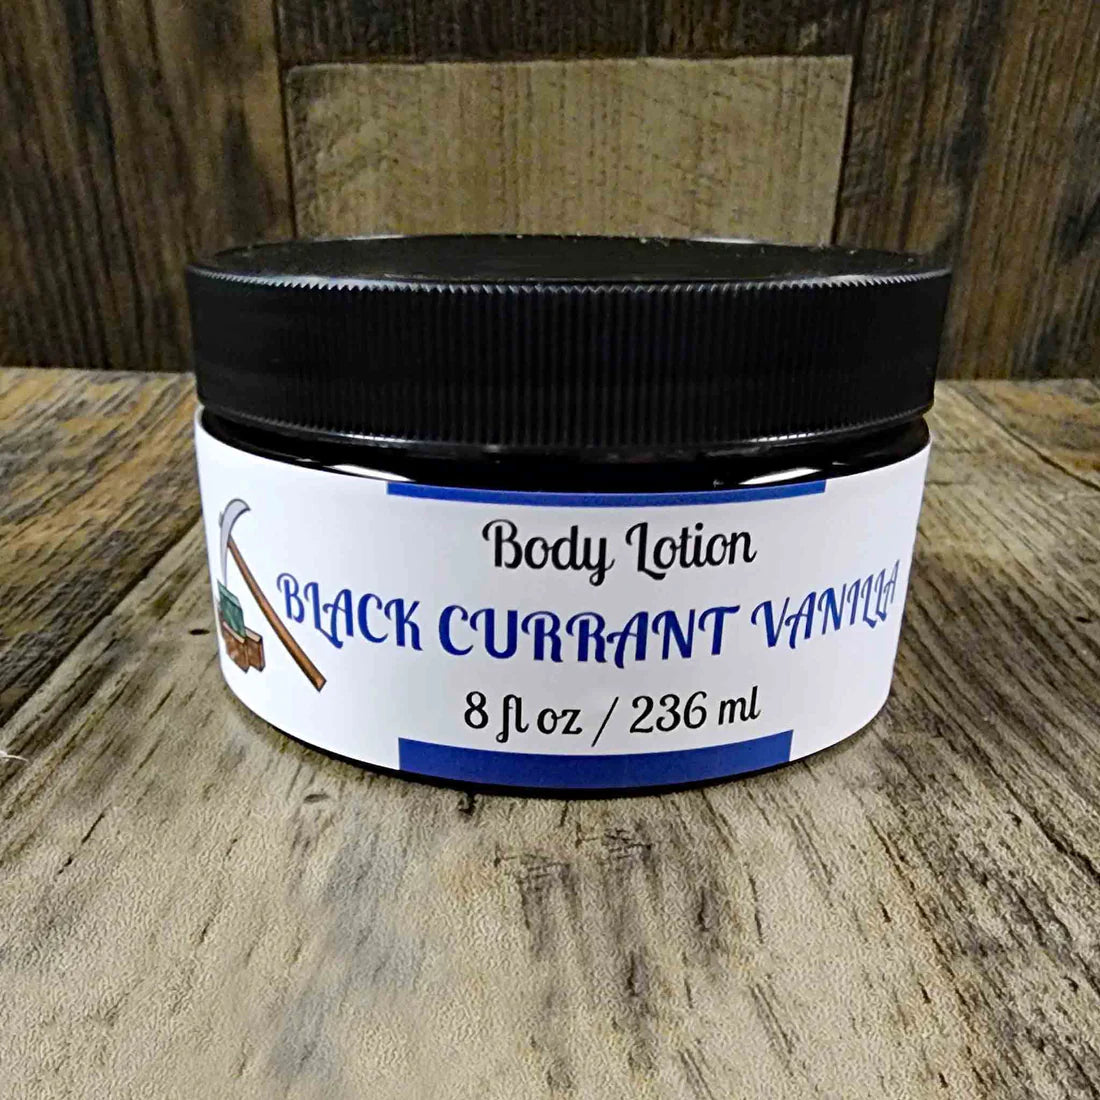 Body Lotion
BLACK CURRANT VANILLA
8 fl oz / 236 ml